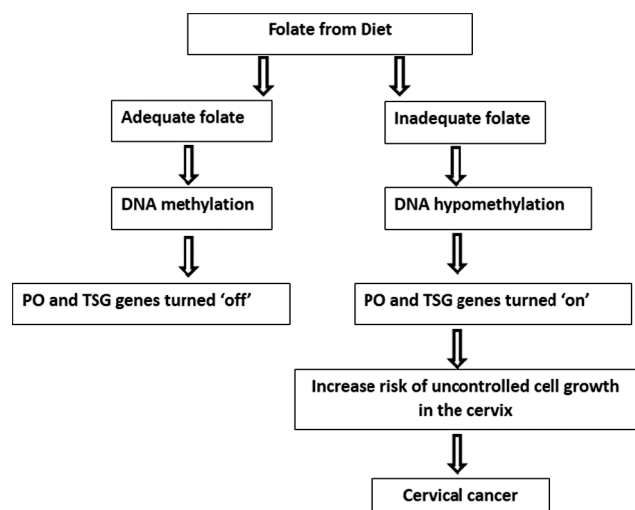 Folate from Diet
Adequate folate
Inadequate folate
DNA methylation
DNA hypomethylation
PO and TSG genes turned ‘off’
PO and TSG genes turned ‘on’
Increase risk of uncontrolled cell growth
in the cervix
Cervical cancer